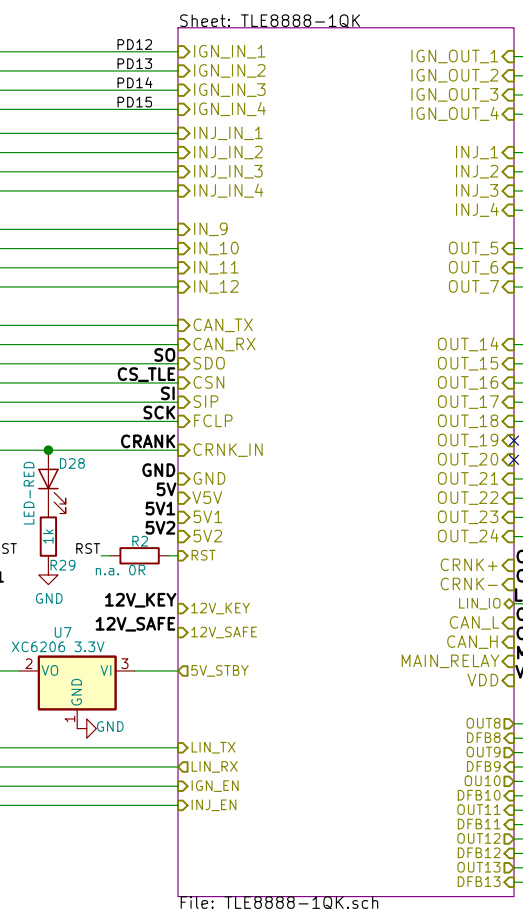 Sheet: TLE8888-1QK
PD12
IGN_IN_1
IGN_OUT_1
PD13
IGN_IN_2
IGN_OUT_2
PD14
IGN_IN_3
IGN_OUT_3
PD15
IGN_IN_4
IGN_OUT_4
INJ_IN_1
INJ_IN_2
INJ_1
INJ_IN_3
INJ_2
INJ_IN_4
INJ_3
INJ_4
IN_9
IN_10
OUT_5
IN_11
OUT_6
IN_12
OUT_7
CAN_TX
CAN_RX
OUT_14
SO
SDO
OUT_15
CS_TLE
CSN
OUT_16
SI
SIP
OUT_17
SCK
FCLP
OUT_18
CRANK
CRNK_IN
OUT_19
OUT_20
D28
LED-RED
GND
GND
OUT_21
5V
V5V
OUT_22
5V1
5V1
OUT_23
5V2
5V2
OUT_24
1k
R29
GND
ST
RST
R2
n.a. 0R
RST
CRNK+
CRNK-
12V_KEY
12V_KEY
LIN_IO
12V_SAFE
12V_SAFE
CAN_L
CAN_H
U7
XC6206 3.3V
2
VO
VI
3
GND
1
GND
5V_STBY
MAIN_RELAY
VDD
OUT8
DFB8
LIN_TX
OUT9
LIN_RX
DFB9
IGN_EN
OU10
DFB10
INJ_EN
OUT11
DFB11
OUT12
DFB12
OUT13
DFB13
File: TLE8888-1QK.sch